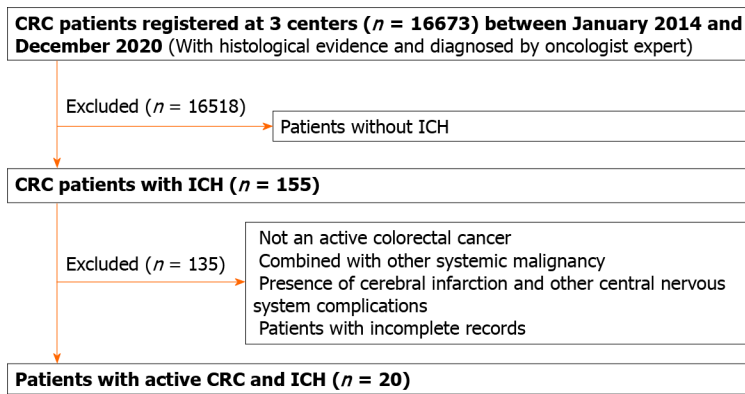 CRC patients registered at 3 centers (n = 16673) between January 2014 and
December 2020 (With histological evidence and diagnosed by oncologist expert)
Excluded (n = 16518)
Patients without ICH
CRC patients with ICH (n = 155)
Excluded (n = 135)
Not an active colorectal cancer
Combined with other systemic malignancy
Presence of cerebral infarction and other central nervous
system complications
Patients with incomplete records
Patients with active CRC and ICH (n = 20)